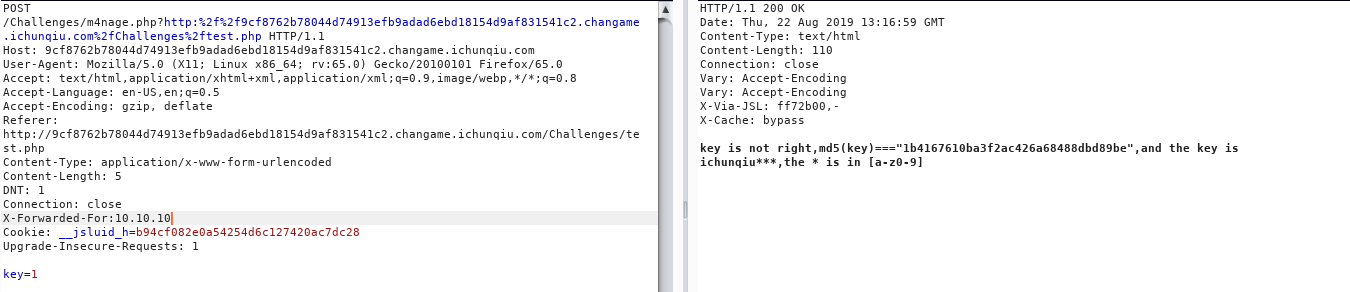 POST
/Challenges/m4nage.php?http:%2f%2f9cf8762b78044d74913efb9adad6ebd18154d9af831541c2.changame
.ichunqiu.com%2fChallenges%2ftest.php HTTP/1.1
Host: 9cf8762b78044d74913efb9adad6ebd18154d9af831541c2.changame.ichunqiu.com
User-Agent: Mozilla/5.0 (X11; Linux x86_64; rv:65.0) Gecko/20100101 Firefox/65.0
Accept: text/html,application/xhtml+xml,application/xml;q=0.9,image/webp,*/*;q=0.8
Accept-Language: en-US,en;q=0.5
Accept-Encoding: gzip, deflate
Referer:
http://9cf8762b78044d74913efb9adad6ebd18154d9af831541c2.changame.ichunqiu.com/Challenges/te
st.php
Content-Type: application/x-www-form-urlencoded
Content-Length: 5
DNT: 1
Connection: close
X-Forwarded-For:10.10.10
Cookie: __jsluid_h=b94cf082e0a54254d6c127420ac7dc28
Upgrade-Insecure-Requests: 1
key=1
HTTP/1.1 200 OK
Date: Thu, 22 Aug 2019 13:16:59 GMT
Content-Type: text/html
Content-Length: 110
Connection: close
Vary: Accept-Encoding
Vary: Accept-Encoding
X-Via-JSL: ff72b00,-
X-Cache: bypass
key is not right,md5(key)==="1b4167610ba3f2ac426a68488dbd89be",and the key is
ichunqiu***,the * is in [a-z0-9]